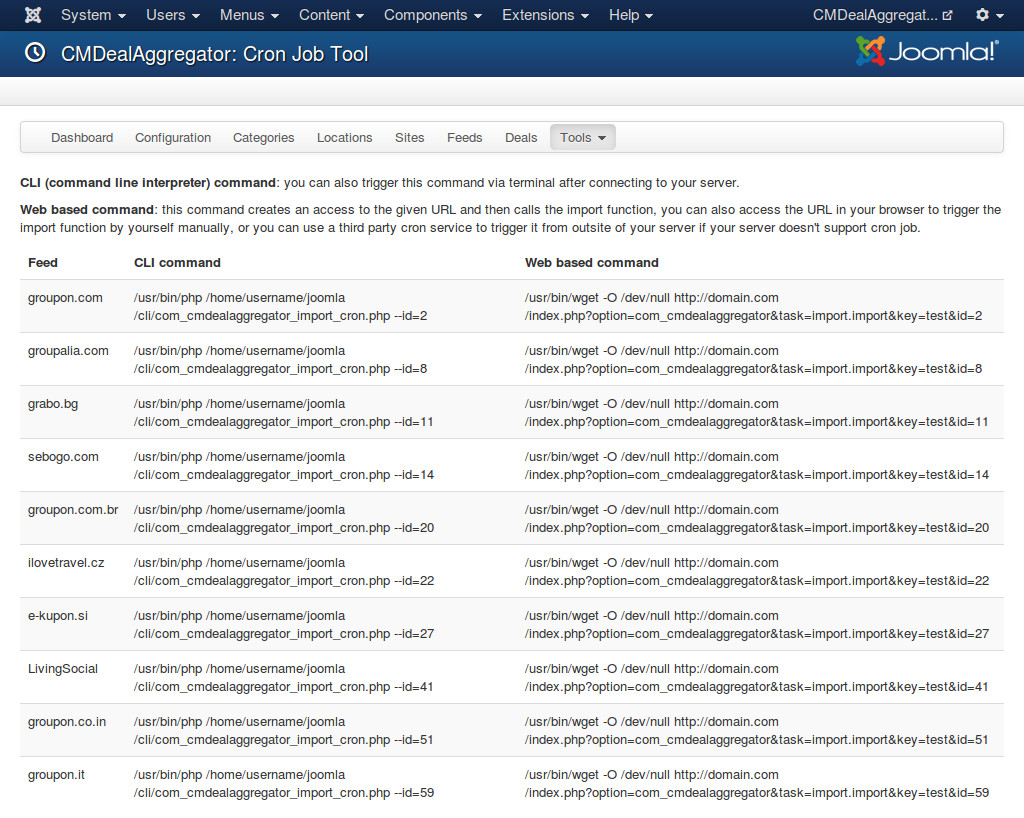 System Users Menus Content Components Extensions Help CMDealAggregat...
CMDealAggregator: Cron Job Tool Joomla!®
Dashboard Configuration Categories Locations Sites Feeds Deals Tools
CLI (command line interpreter) command: you can also trigger this command via terminal after connecting to your server.
Web based command: this command creates an access to the given URL and then calls the import function, you can also access the URL in your browser to trigger the
import function by yourself manually, or you can use a third party cron service to trigger it from outsite of your server if your server doesn't support cron job.
Feed CLI command Web based command
groupon.com /usr/bin/php /home/username/joomla /usr/bin/wget -O /dev/null http://domain.com
/cli/com_cmdealaggregator_import_cron.php --id=2 /index.php?option=com_cmdealaggregator&task=import.import&key=test&id=2
groupalia.com /usr/bin/php /home/username/joomla /usr/bin/wget -O /dev/null http://domain.com
/cli/com_cmdealaggregator_import_cron.php --id=8 /index.php?option=com_cmdealaggregator&task=import.import&key=test&id=8
grabo.bg /usr/bin/php /home/username/joomla /usr/bin/wget -O /dev/null http://domain.com
/cli/com_cmdealaggregator_import_cron.php --id=11 /index.php?option=com_cmdealaggregator&task=import.import&key=test&id=11
sebogo.com /usr/bin/php /home/username/joomla /usr/bin/wget -O /dev/null http://domain.com
/cli/com_cmdealaggregator_import_cron.php --id=14 /index.php?option=com_cmdealaggregator&task=import.import&key=test&id=14
groupon.com.br /usr/bin/php /home/username/joomla /usr/bin/wget -O /dev/null http://domain.com
/cli/com_cmdealaggregator_import_cron.php --id=20 /index.php?option=com_cmdealaggregator&task=import.import&key=test&id=20
ilovetravel.cz /usr/bin/php /home/username/joomla /usr/bin/wget -O /dev/null http://domain.com
/cli/com_cmdealaggregator_import_cron.php --id=22 /index.php?option=com_cmdealaggregator&task=import.import&key=test&id=22
e-kupon.si /usr/bin/php /home/username/joomla /usr/bin/wget -O /dev/null http://domain.com
/cli/com_cmdealaggregator_import_cron.php --id=27 /index.php?option=com_cmdealaggregator&task=import.import&key=test&id=27
LivingSocial /usr/bin/php /home/username/joomla /usr/bin/wget -O /dev/null http://domain.com
/cli/com_cmdealaggregator_import_cron.php --id=41 /index.php?option=com_cmdealaggregator&task=import.import&key=test&id=41
groupon.co.in /usr/bin/php /home/username/joomla /usr/bin/wget -O /dev/null http://domain.com
/cli/com_cmdealaggregator_import_cron.php --id=51 /index.php?option=com_cmdealaggregator&task=import.import&key=test&id=51
groupon.it /usr/bin/php /home/username/joomla /usr/bin/wget -O /dev/null http://domain.com
/cli/com_cmdealaggregator_import_cron.php --id=59 /index.php?option=com_cmdealaggregator&task=import.import&key=test&id=59